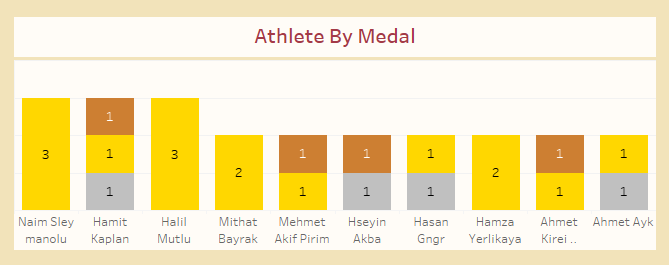 Athlete By Medal
3
1
1
1
3
2
1
1
1
1
1
1
2
1
1
1
1
Naim Sley
manolu
Hamit
Kaplan
Halil
Mutlu
Mithat
Bayrak
Mehmet
Akif Pirim
Hseyin
Akba
Hasan
Gngr
Hamza
Yerlikaya
Ahmet
Kirei ..
Ahmet Ayk